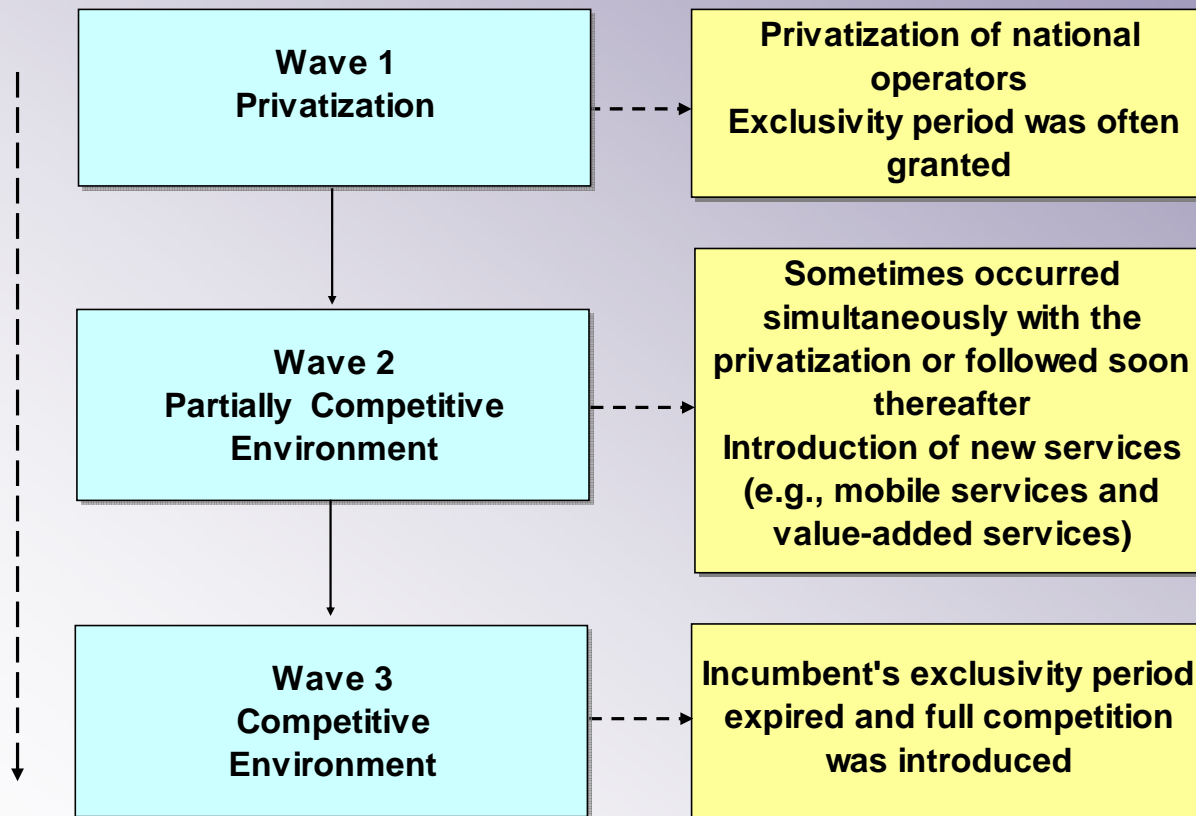 Wave 1
Privatization
Privatization of national
operators
Exclusivity period was often
granted
Wave 2
Partially Competitive
Environment
Sometimes occurred
simultaneously with the
privatization or followed soon
thereafter
Introduction of new services
(e.g., mobile services and
value-added services)
Wave 3
Competitive
Environment
Incumbent's exclusivity period
expired and full competition
was introduced